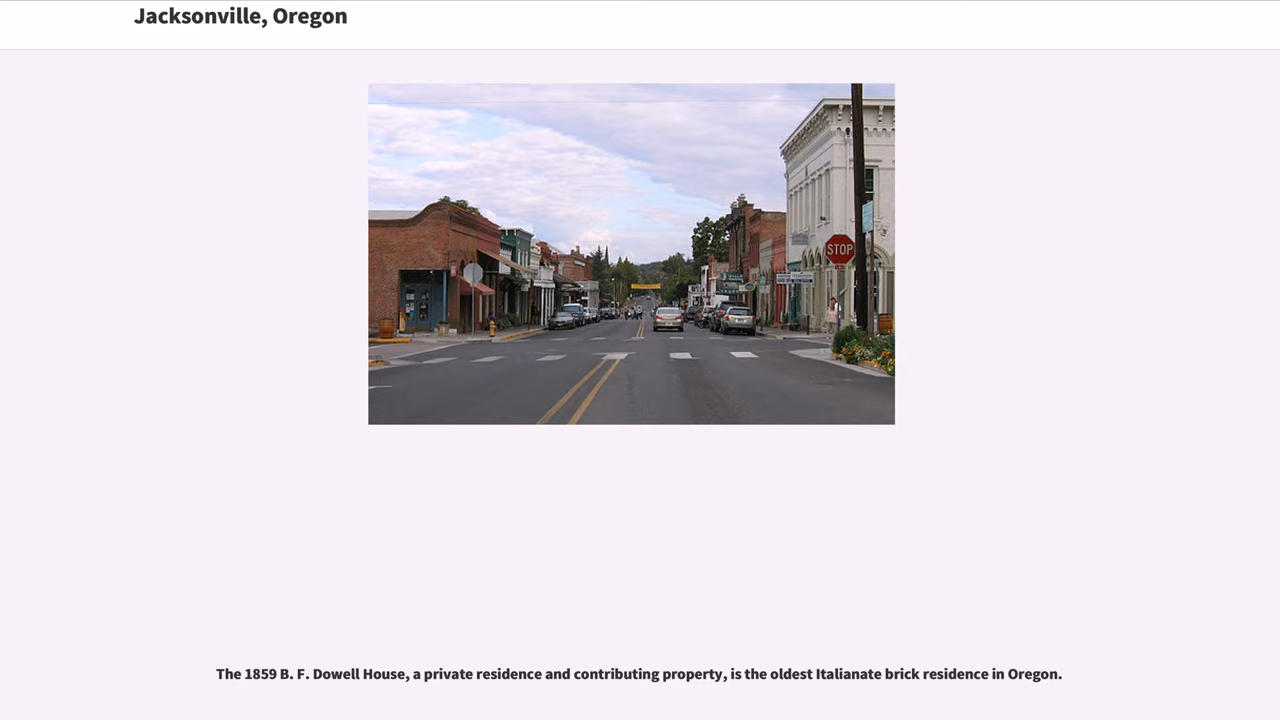 Jacksonville, Oregon
STOP
The 1859 B. F. Dowell House, a private residence and contributing property, is the oldest Italianate brick residence in Oregon.